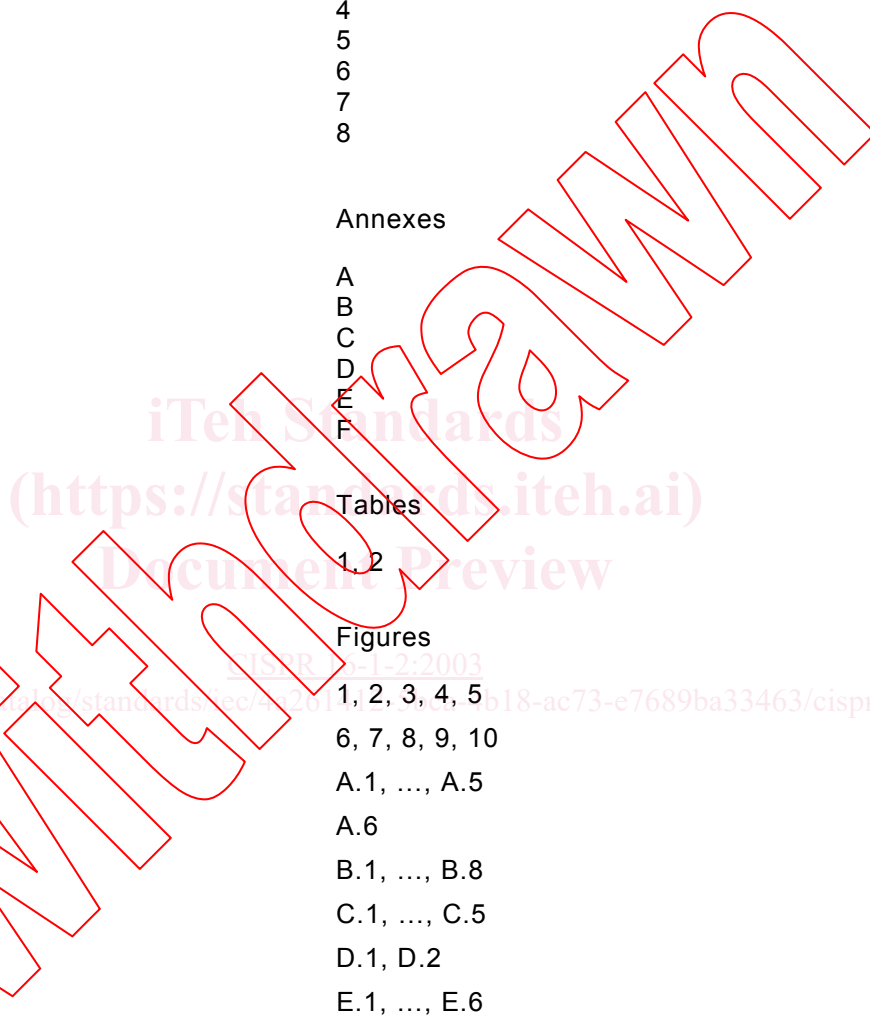 4
5
6
7
8
Annexes
A
B
C
D
E
F
iTeh Standards
(https://standards.iteh.ai)
Tables
Document Preview
1, 2
Figures
CISPR 16-1-2:2003
1, 2, 3, 4, 5
6, 7, 8, 9, 10
A.1, ..., A.5
A.6
B.1, ..., B.8
C.1, ..., C.5
D.1, D.2
E.1, ..., E.6
withdrawn